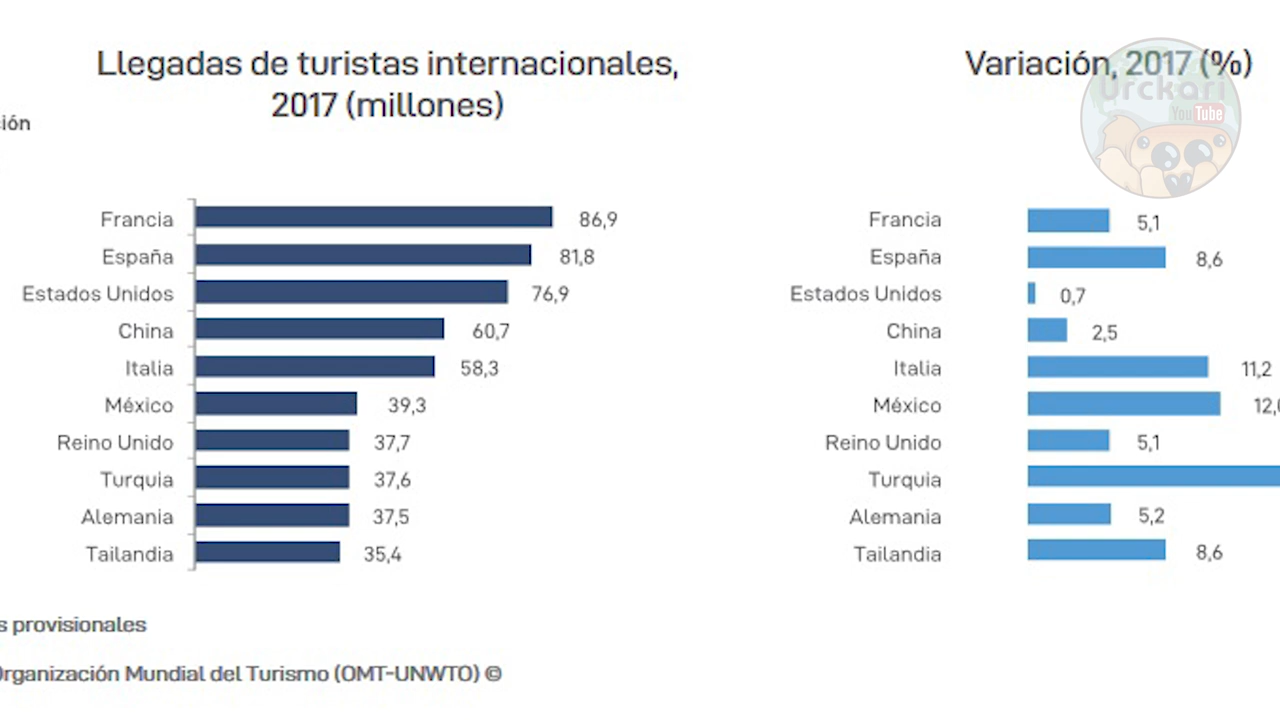 Llegadas de turistas internacionales,
2017 (millones)
ión
Francia 86,9
España 81,8
Estados Unidos 76,9
China 60,7
Italia 58,3
México 39,3
Reino Unido 37,7
Turquia 37,6
Alemania 37,5
Tailandia 35,4
Variación, 2017 (%)
Urckari
YouTube
Francia 5,1
España 8,6
Estados Unidos 0,7
China 2,5
Italia 11,2
México 12,0
Reino Unido 5,1
Turquia
Alemania 5,2
Tailandia 8,6
s provisionales
Organización Mundial del Turismo (OMT-UNWTO) ©